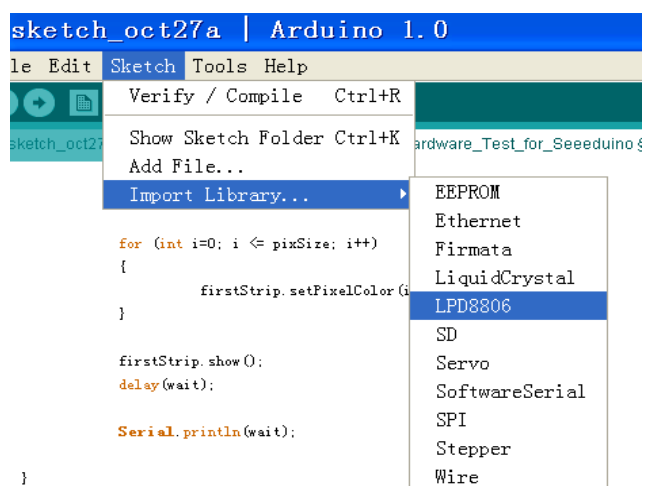 sketch_oct27a | Arduino 1.0
le Edit Sketch Tools Help
Verify / Compile Ctrl+R
sketch_oct27
Show Sketch Folder Ctrl+K
ardware_Test_for_Seeeduino §
Add File...
Import Library...
EEPROM
Ethernet
Firmata
LiquidCrystal
LPD8806
SD
Servo
SoftwareSerial
SPI
Stepper
Wire
for (int i=0; i <= pixSize; i++)
{
firstStrip.setPixelColor(i
}
firstStrip.show();
delay(wait);
Serial.println(wait);
}